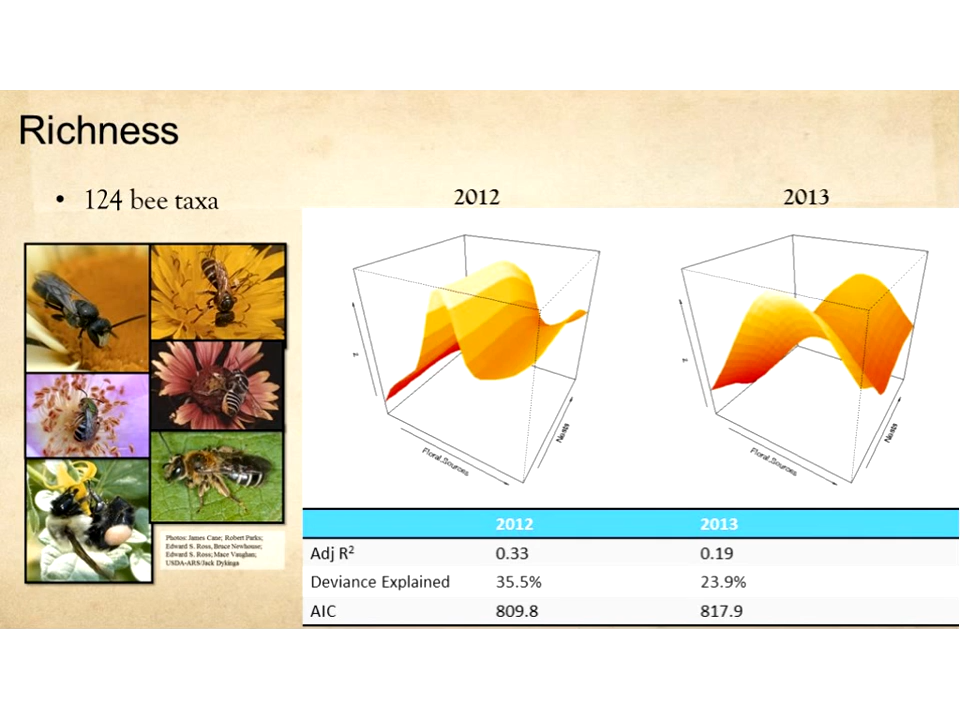 Richness
• 124 bee taxa
2012
2013
z
Floral.Sources
Nests
z
Floral.Sources
Nests
Photos: James Cane; Robert Parks;
Edward S. Ross, Bruce Newhouse;
Edward S. Ross; Mace Vaughan;
USDA-ARS/Jack Dykinga
2012 2013
Adj R² 0.33 0.19
Deviance Explained 35.5% 23.9%
AIC 809.8 817.9